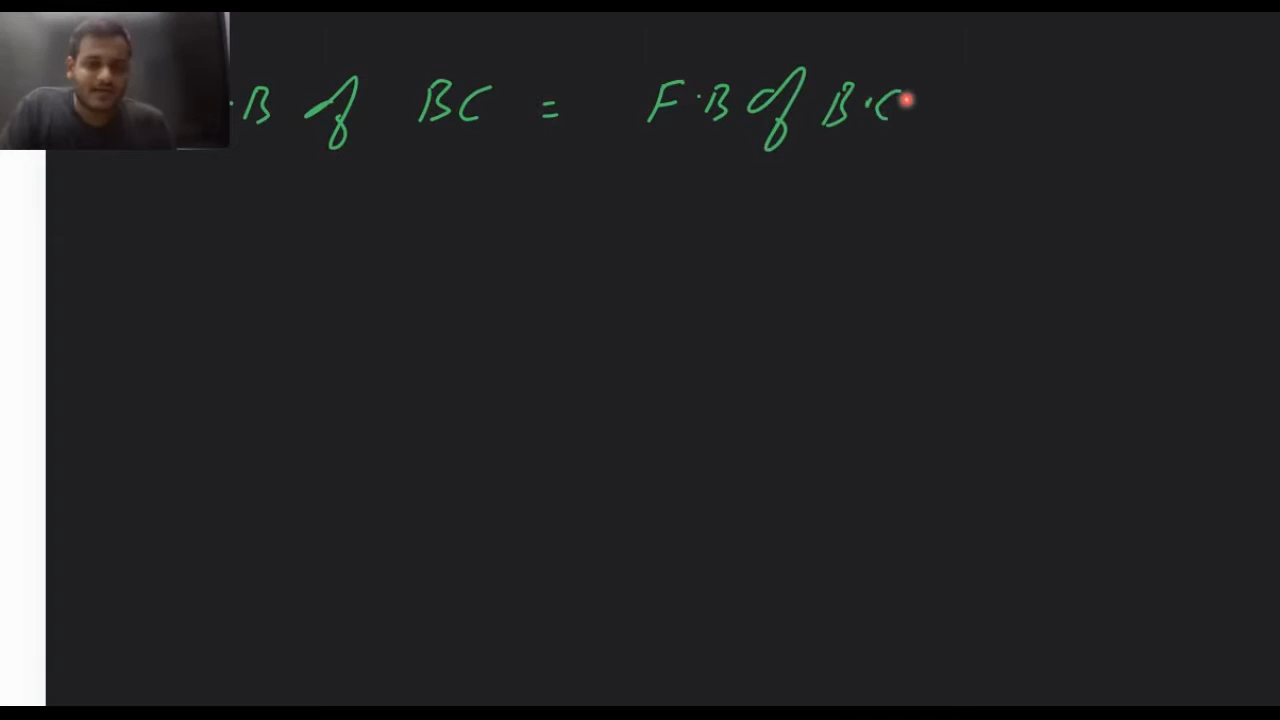 ·B of BC = F·B of B·C